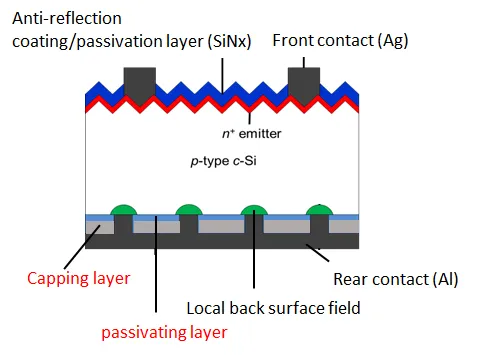 Anti-reflection
coating/passivation layer (SiNx)
Front contact (Ag)
n⁺ emitter
p-type c-Si
Capping layer
Rear contact (Al)
Local back surface field
passivating layer